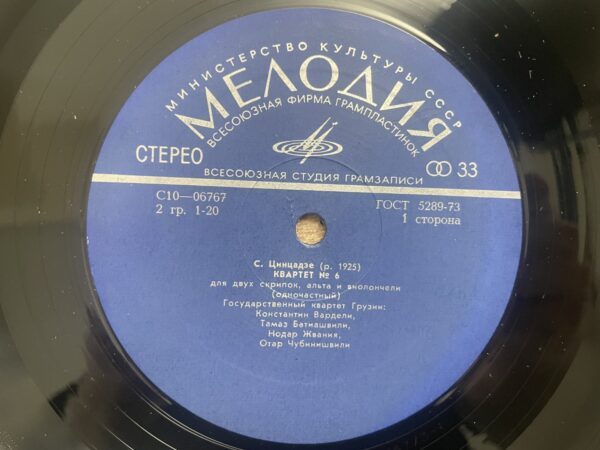 МИНИСТЕРСТВО КУЛЬТУРЫ СССР
МЕЛОДИЯ
ВСЕСОЮЗНАЯ ФИРМА ГРАМПЛАСТИНОК
СТЕРЕО
33
ВСЕСОЮЗНАЯ СТУДИЯ ГРАМЗАПИСИ
С10—06767
ГОСТ 5289-73
2 гр. 1-20
1 сторона
С. Цинцадзе (р. 1925)
КВАРТЕТ № 6
для двух скрипок, альта и виолончели
(одночастный)
Государственный квартет Грузии:
Константин Вардели,
Тамаз Батиашвили,
Нодар Жвания,
Отар Чубинишвили